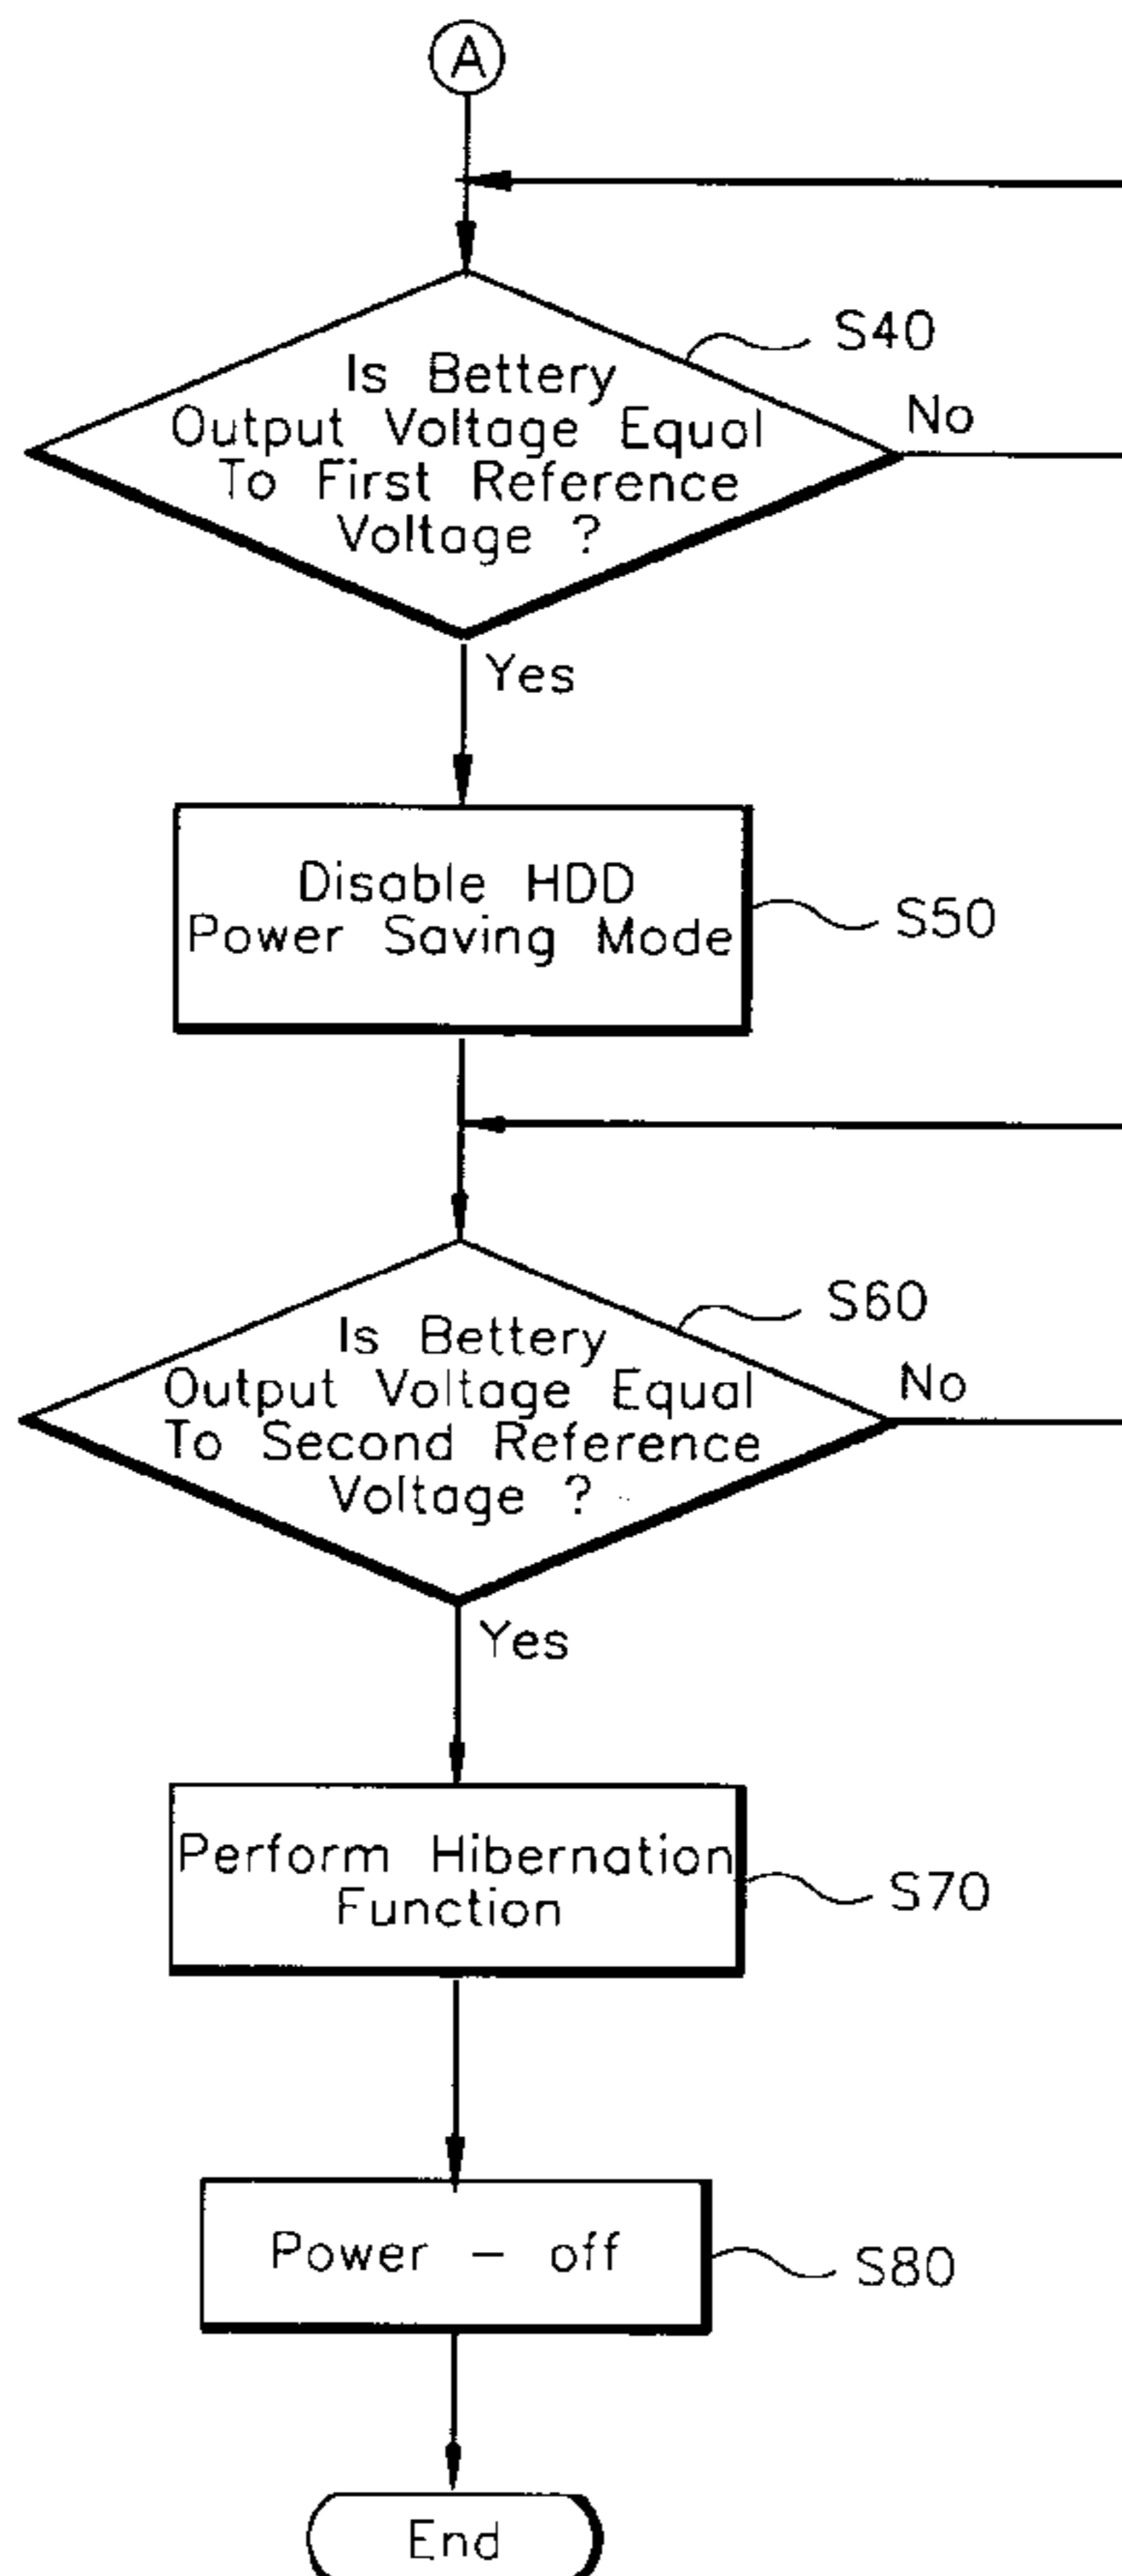 A
S40
Is Bettery
Output Voltage Equal
To First Reference
Voltage ?
No
Yes
Disable HDD
Power Saving Mode
S50
S60
Is Bettery
Output Voltage Equal
To Second Reference
Voltage ?
No
Yes
Perform Hibernation
Function
S70
Power - off
S80
End